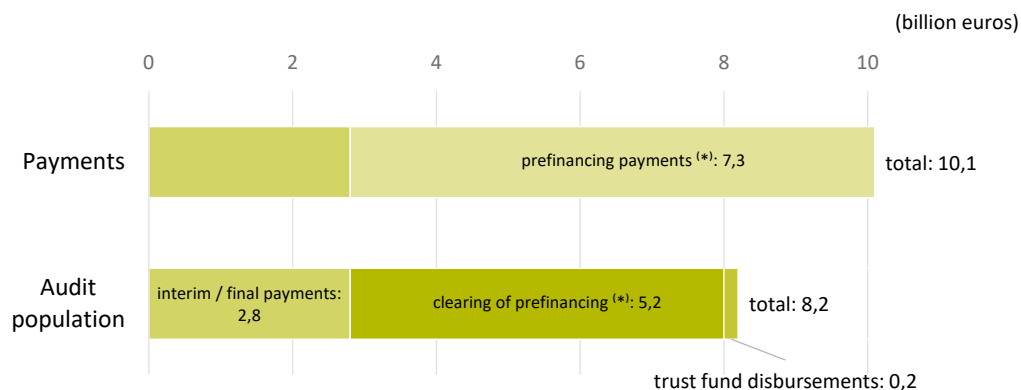 (billion euros)
0 2 4 6 8 10
Payments
prefinancing payments (*): 7,3
total: 10,1
Audit
population
interim / final payments:
2,8
clearing of prefinancing (*): 5,2
total: 8,2
trust fund disbursements: 0,2